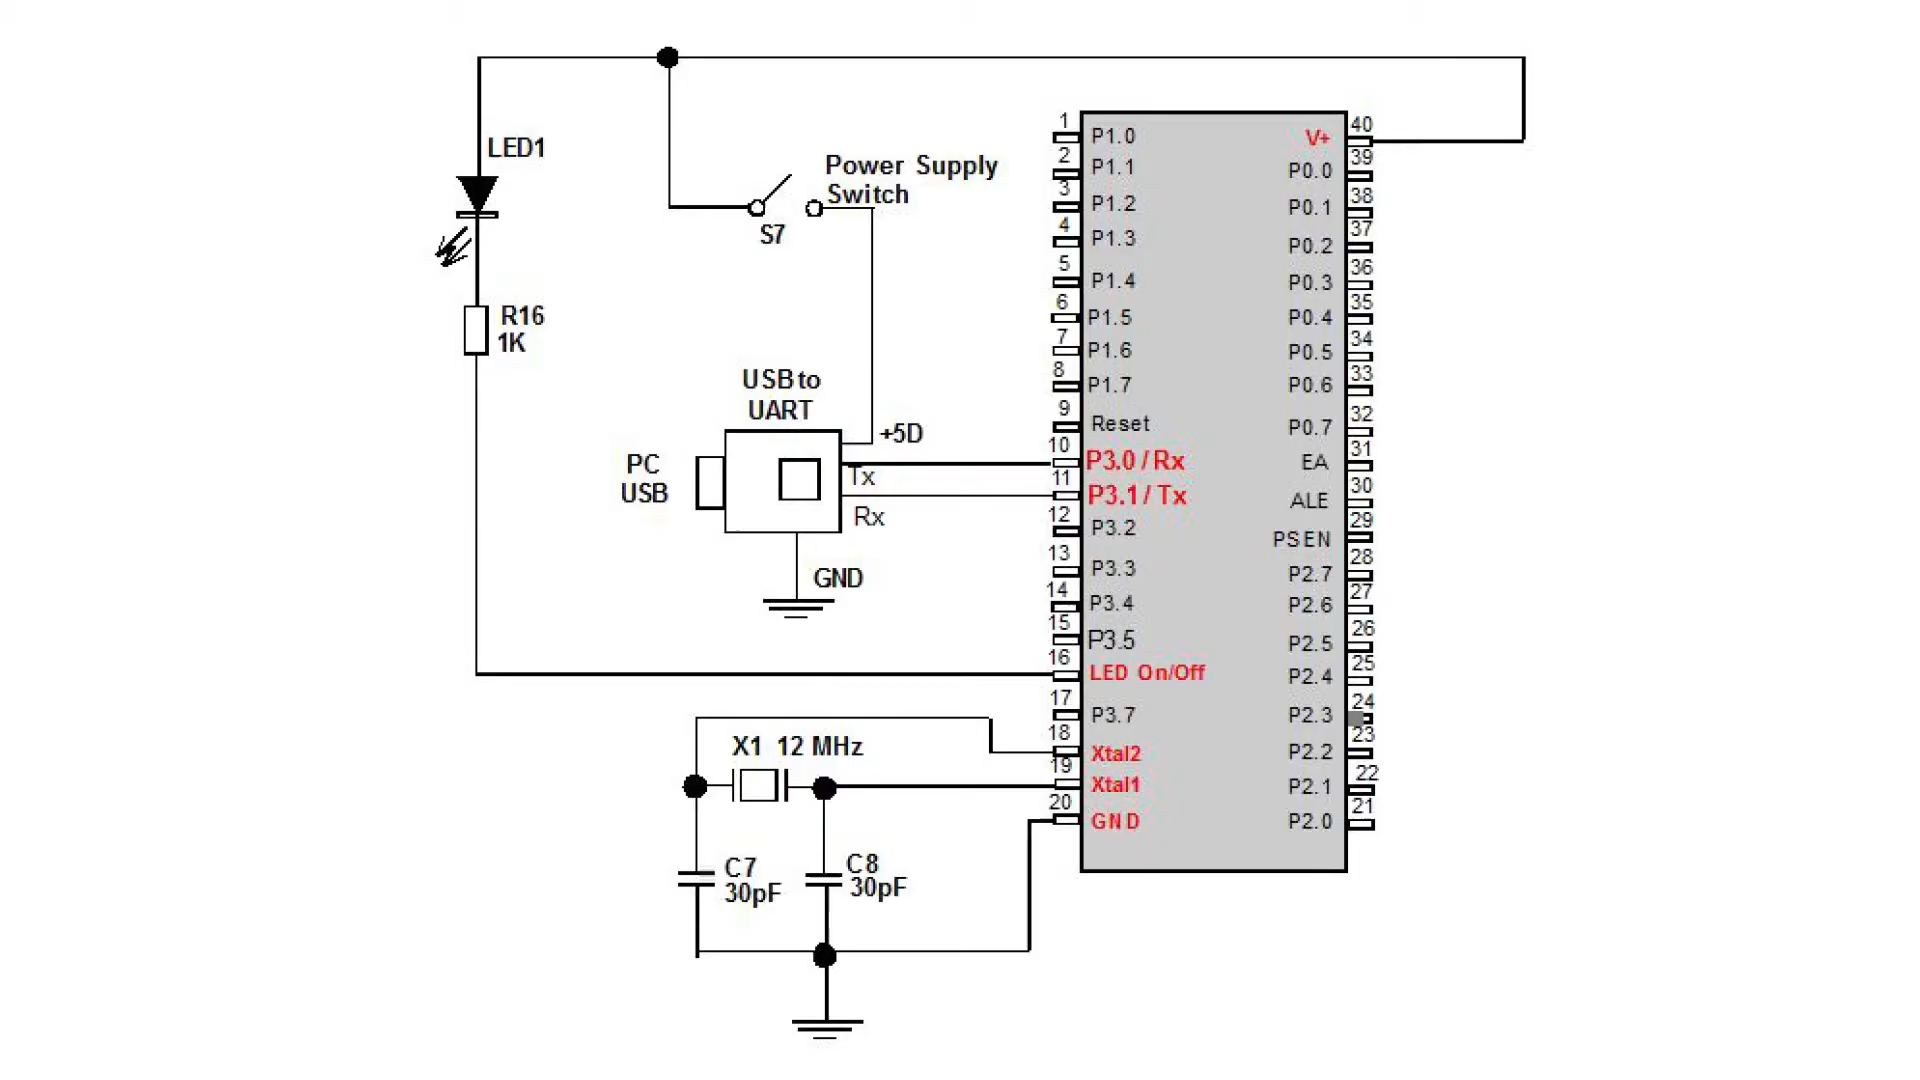 LED1
Power Supply
Switch
S7
R16
1K
USB to
UART
+5D
PC
USB
Tx
Rx
GND
X1 12 MHz
C7
30pF
C8
30pF
1 P1.0
2 P1.1
3 P1.2
4 P1.3
5 P1.4
6 P1.5
7 P1.6
8 P1.7
9 Reset
10 P3.0 / Rx
11 P3.1 / Tx
12 P3.2
13 P3.3
14 P3.4
15 P3.5
16 LED On/Off
17 P3.7
18 Xtal2
19 Xtal1
20 GND
V+ 40
P0.0 39
P0.1 38
P0.2 37
P0.3 36
P0.4 35
P0.5 34
P0.6 33
P0.7 32
EA 31
ALE 30
PSEN 29
P2.7 28
P2.6 27
P2.5 26
P2.4 25
P2.3 24
P2.2 23
P2.1 22
P2.0 21